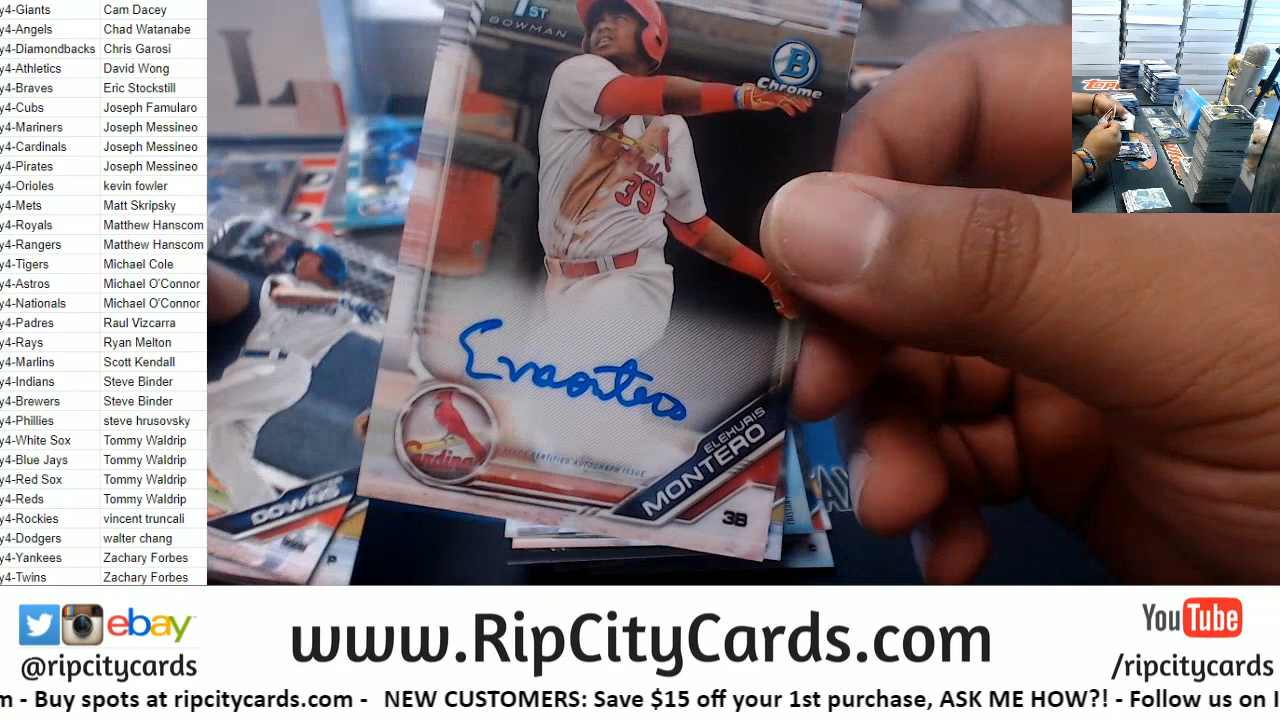 y4-Giants Cam Dacey
y4-Angels Chad Watanabe
y4-Diamondbacks Chris Garosi
y4-Athletics David Wong
y4-Braves Eric Stockstill
y4-Cubs Joseph Famularo
y4-Mariners Joseph Messineo
y4-Cardinals Joseph Messineo
y4-Pirates Joseph Messineo
y4-Orioles kevin fowler
y4-Mets Matt Skripsky
y4-Royals Matthew Hanscom
y4-Rangers Matthew Hanscom
y4-Tigers Michael Cole
y4-Astros Michael O'Connor
y4-Nationals Michael O'Connor
y4-Padres Raul Vizcarra
y4-Rays Ryan Melton
y4-Marlins Scott Kendall
y4-Indians Steve Binder
y4-Brewers Steve Binder
y4-Phillies steve hrusovsky
y4-White Sox Tommy Waldrip
y4-Blue Jays Tommy Waldrip
y4-Red Sox Tommy Waldrip
y4-Reds Tommy Waldrip
y4-Rockies vincent truncali
y4-Dodgers walter chang
y4-Yankees Zachary Forbes
y4-Twins Zachary Forbes
1ST
BOWMAN
B
Chrome
39
TOPPS CERTIFIED AUTOGRAPH ISSUE
ELEHURIS
MONTERO
3B
DOWNS
ebay
@ripcitycards
www.RipCityCards.com
YouTube
/ripcitycards
m - Buy spots at ripcitycards.com - NEW CUSTOMERS: Save $15 off your 1st purchase, ASK ME HOW?! - Follow us on I